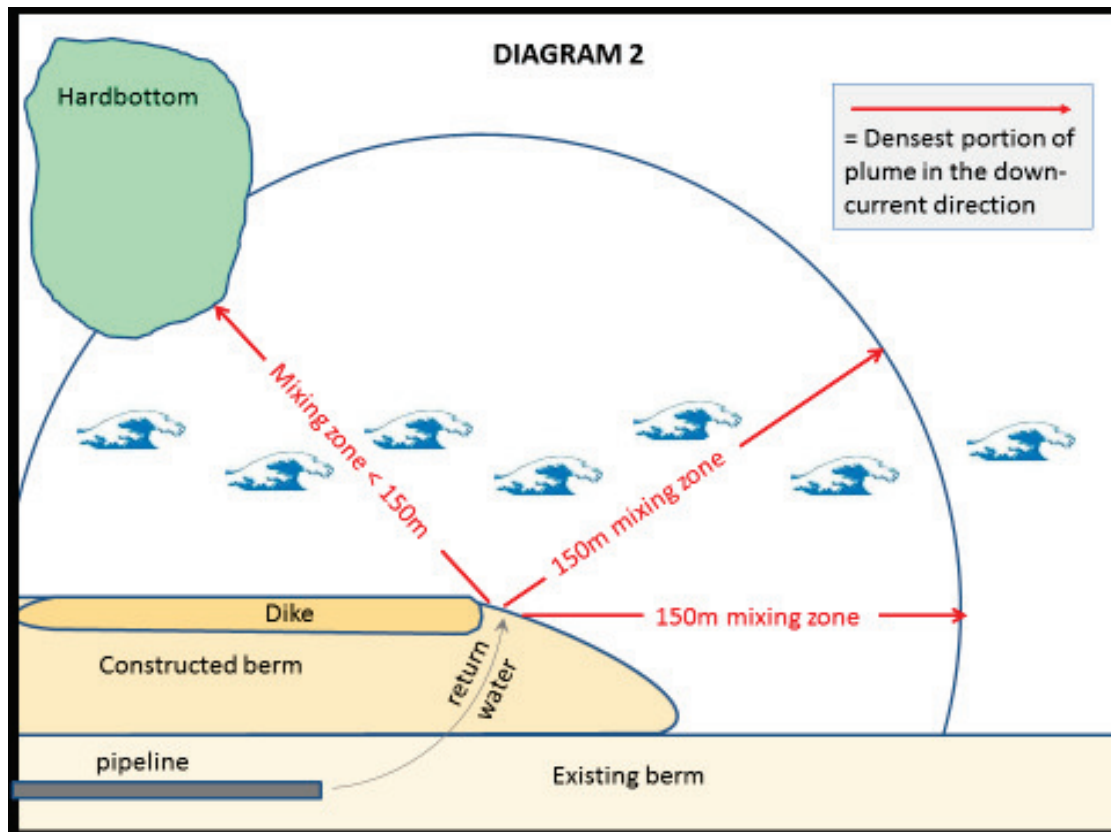 DIAGRAM 2
Hardbottom
= Densest portion of
plume in the down-
current direction
Mixing zone < 150m
150m mixing zone
150m mixing zone
Dike
Constructed berm
return
water
pipeline
Existing berm